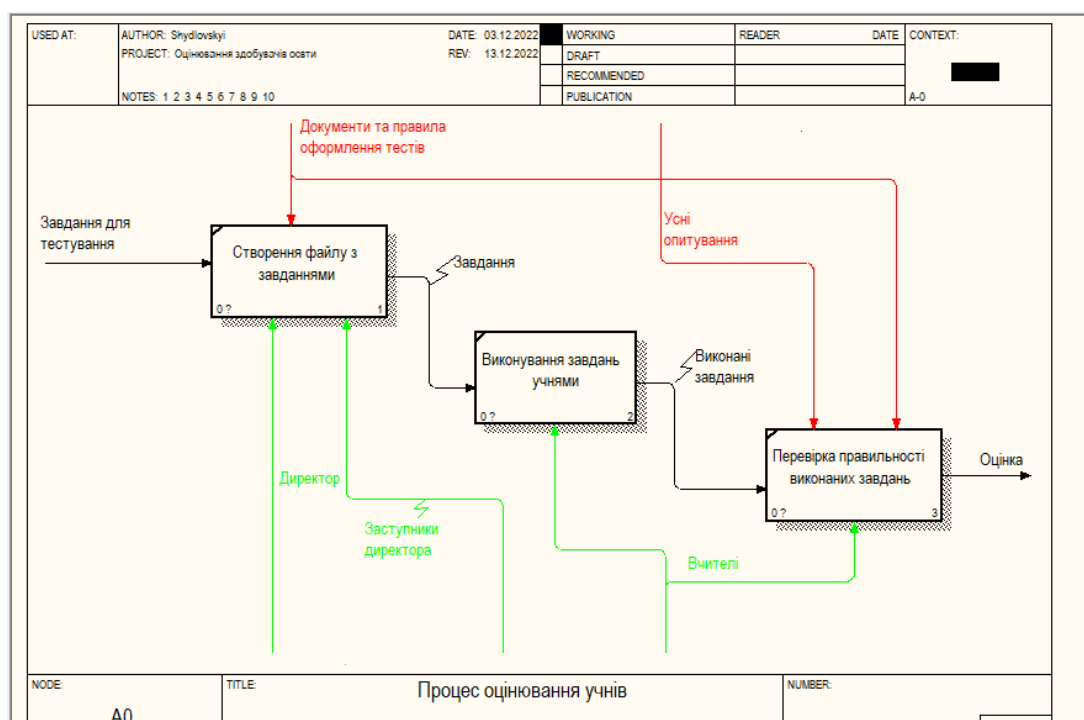 USED AT:
AUTHOR: Shydlovskyi
DATE: 03.12.2022
WORKING
READER
DATE
CONTEXT:
PROJECT: Оцінювання здобувачів освти
REV: 13.12.2022
DRAFT
RECOMMENDED
NOTES: 1 2 3 4 5 6 7 8 9 10
PUBLICATION
A-0
Документи та правила
оформлення тестів
Завдання для
тестування
Усні
опитування
Створення файлу з
завданнями
0 ?
1
Завдання
Виконування завдань
учнями
0 ?
2
Виконані
завдання
Перевірка правильності
виконаних завдань
0 ?
3
Оцінка
Директор
Заступники
директора
Вчителі
NODE:
TITLE:
Процес оцінювання учнів
NUMBER:
A0